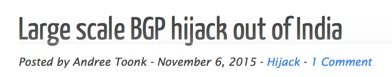 Large scale BGP hijack out of India
Posted by Andree Toonk - November 6, 2015 - Hijack - 1 Comment